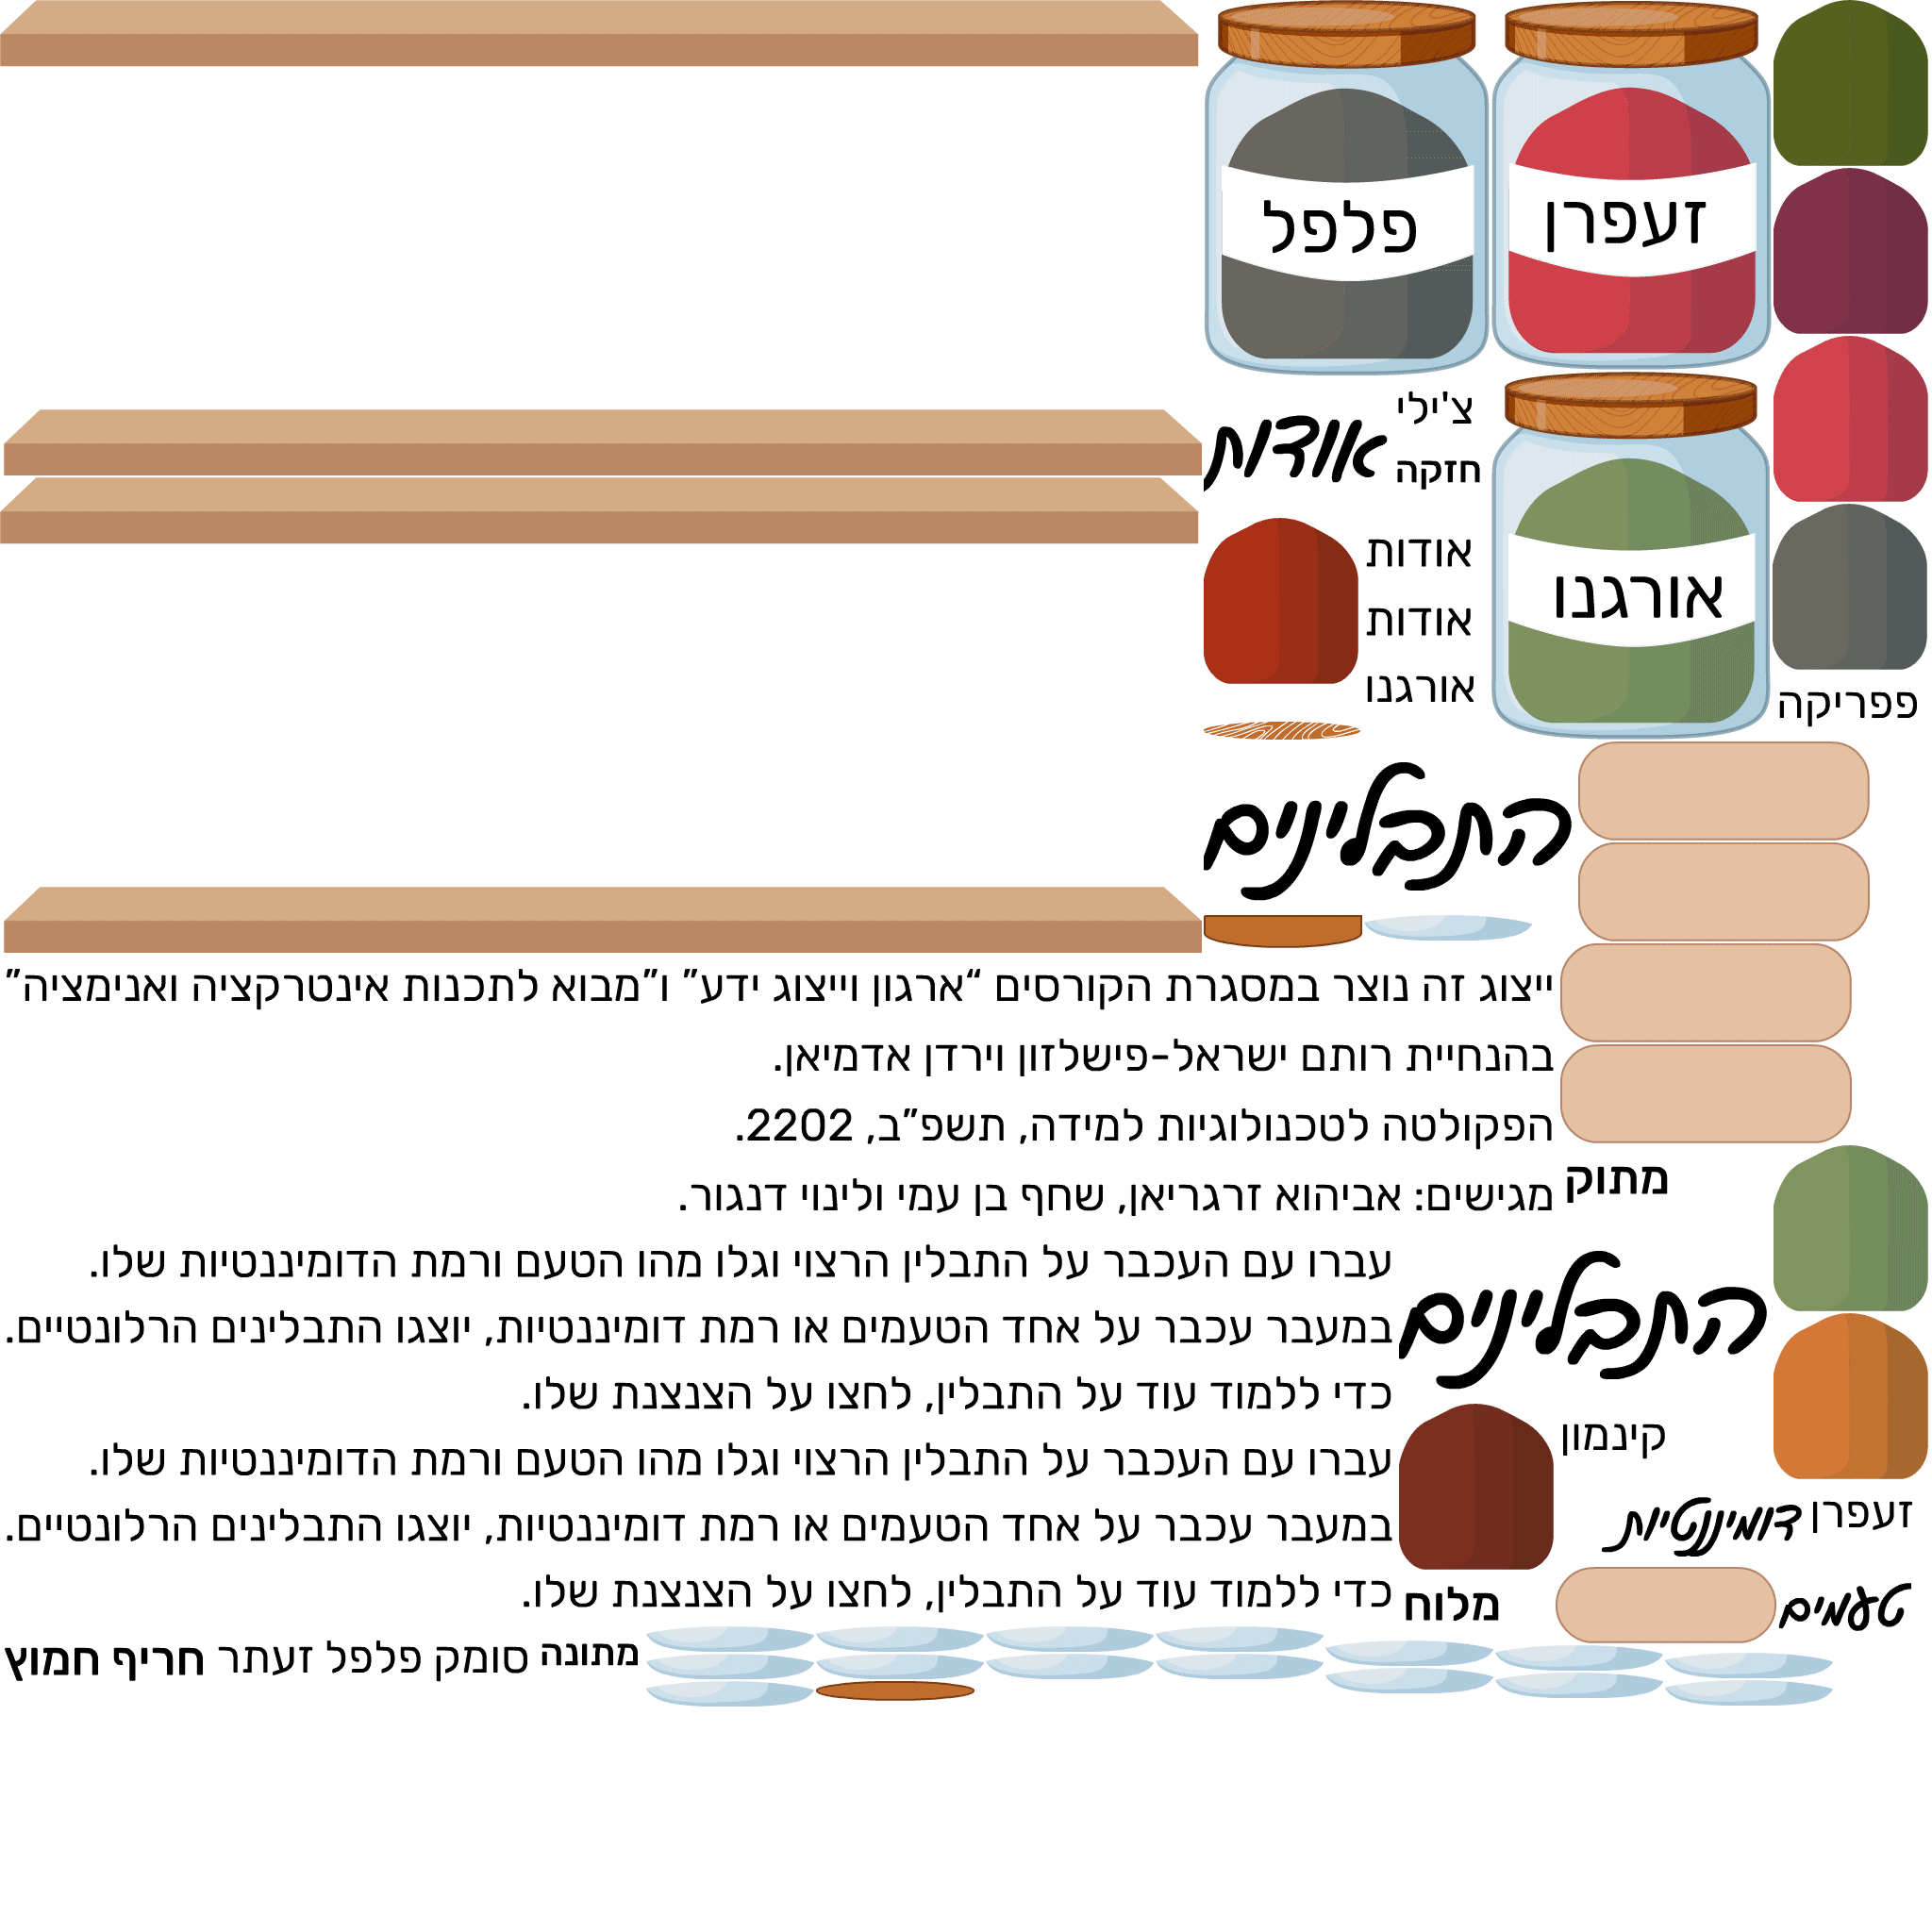 פלפל
זעפרן
צ'ילי
אודות
חזקה
אודות
אורגנו
אודות
אורגנו
פפריקה
התבלינים
ייצוג זה נוצר במסגרת הקורסים “ארגון וייצוג ידע” ו”מבוא לתכנות אינטרקציה ואנימציה”
בהנחיית רותם ישראל-פישלזון וירדן אדמיאן.
הפקולטה לטכנולוגיות למידה, תשפ”ב, 2202.
מגישים: אביהוא זרגריאן, שחף בן עמי ולינוי דנגור.
מתוק
עברו עם העכבר על התבלין הרצוי וגלו מהו הטעם ורמת הדומיננטיות שלו.
במעבר עכבר על אחד הטעמים או רמת דומיננטיות, יוצגו התבלינים הרלונטיים.
כדי ללמוד עוד על התבלין, לחצו על הצנצנת שלו.
התבלינים
קינמון
עברו עם העכבר על התבלין הרצוי וגלו מהו הטעם ורמת הדומיננטיות שלו.
במעבר עכבר על אחד הטעמים או רמת דומיננטיות, יוצגו התבלינים הרלונטיים.
כדי ללמוד עוד על התבלין, לחצו על הצנצנת שלו.
זעפרן
דומיננטיות
טעמים
מלוח
מתונה
סומק פלפל זעתר חריף חמוץ